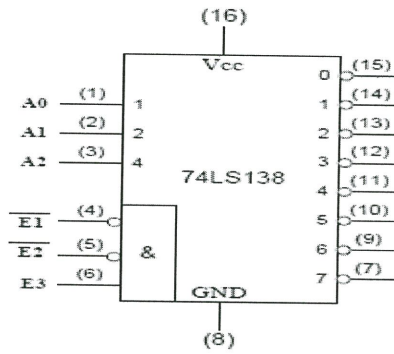 (16)
Vcc
0 (15)
A0 (1) 1
1 (14)
A1 (2) 2
2 (13)
A2 (3) 4
3 (12)
74LS138
4 (11)
E1 (4)
5 (10)
E2 (5)
&
6 (9)
E3 (6)
7 (7)
GND
(8)